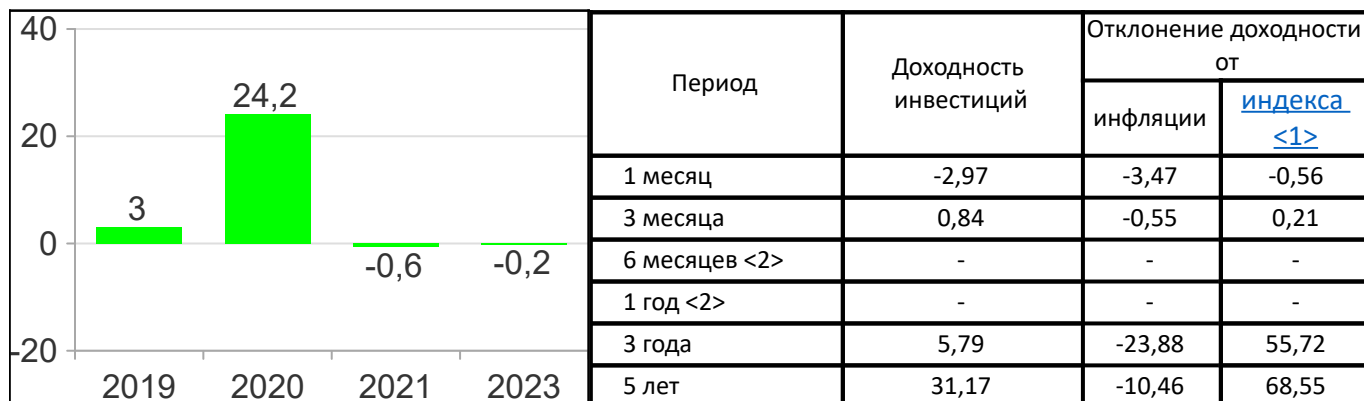 40
20
0
-20
3
24,2
-0,6
-0,2
2019 2020 2021 2023
Период
Доходность
инвестиций
Отклонение доходности
от
инфляции
индекса
<1>
1 месяц -2,97 -3,47 -0,56
3 месяца 0,84 -0,55 0,21
6 месяцев <2> - - -
1 год <2> - - -
3 года 5,79 -23,88 55,72
5 лет 31,17 -10,46 68,55